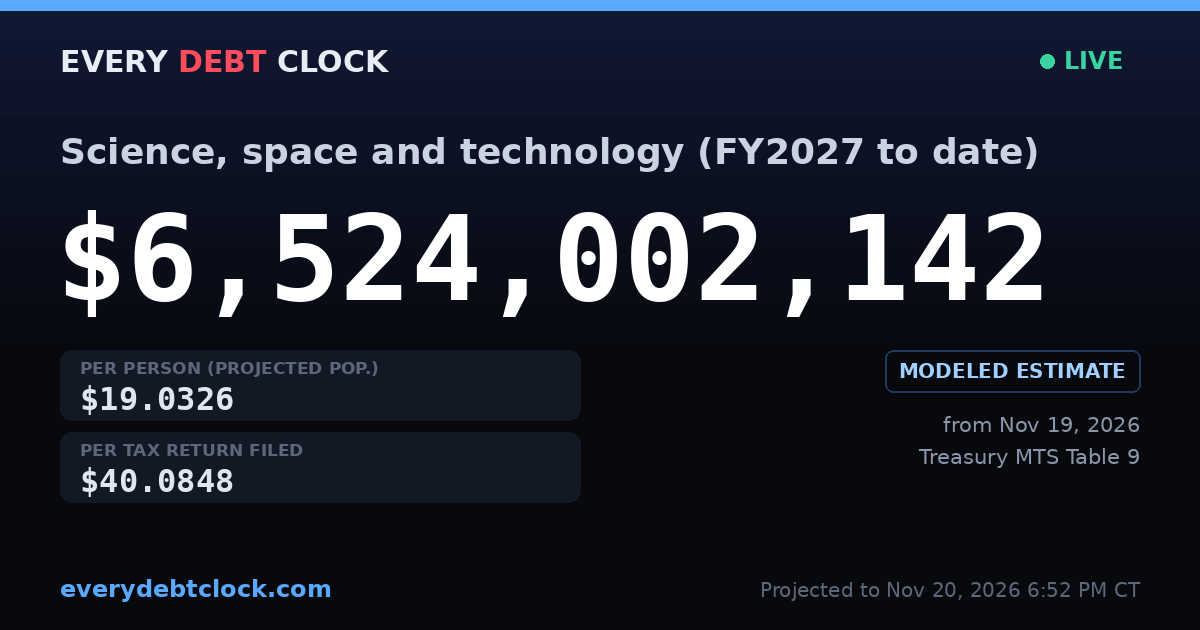 EVERY DEBT CLOCK
LIVE
Science, space and technology (FY2027 to date)
$6,524,002,142
PER PERSON (PROJECTED POP.)
$19.0326
PER TAX RETURN FILED
$40.0848
MODELED ESTIMATE
from Nov 19, 2026
Treasury MTS Table 9
everydebtclock.com
Projected to Nov 20, 2026 6:52 PM CT